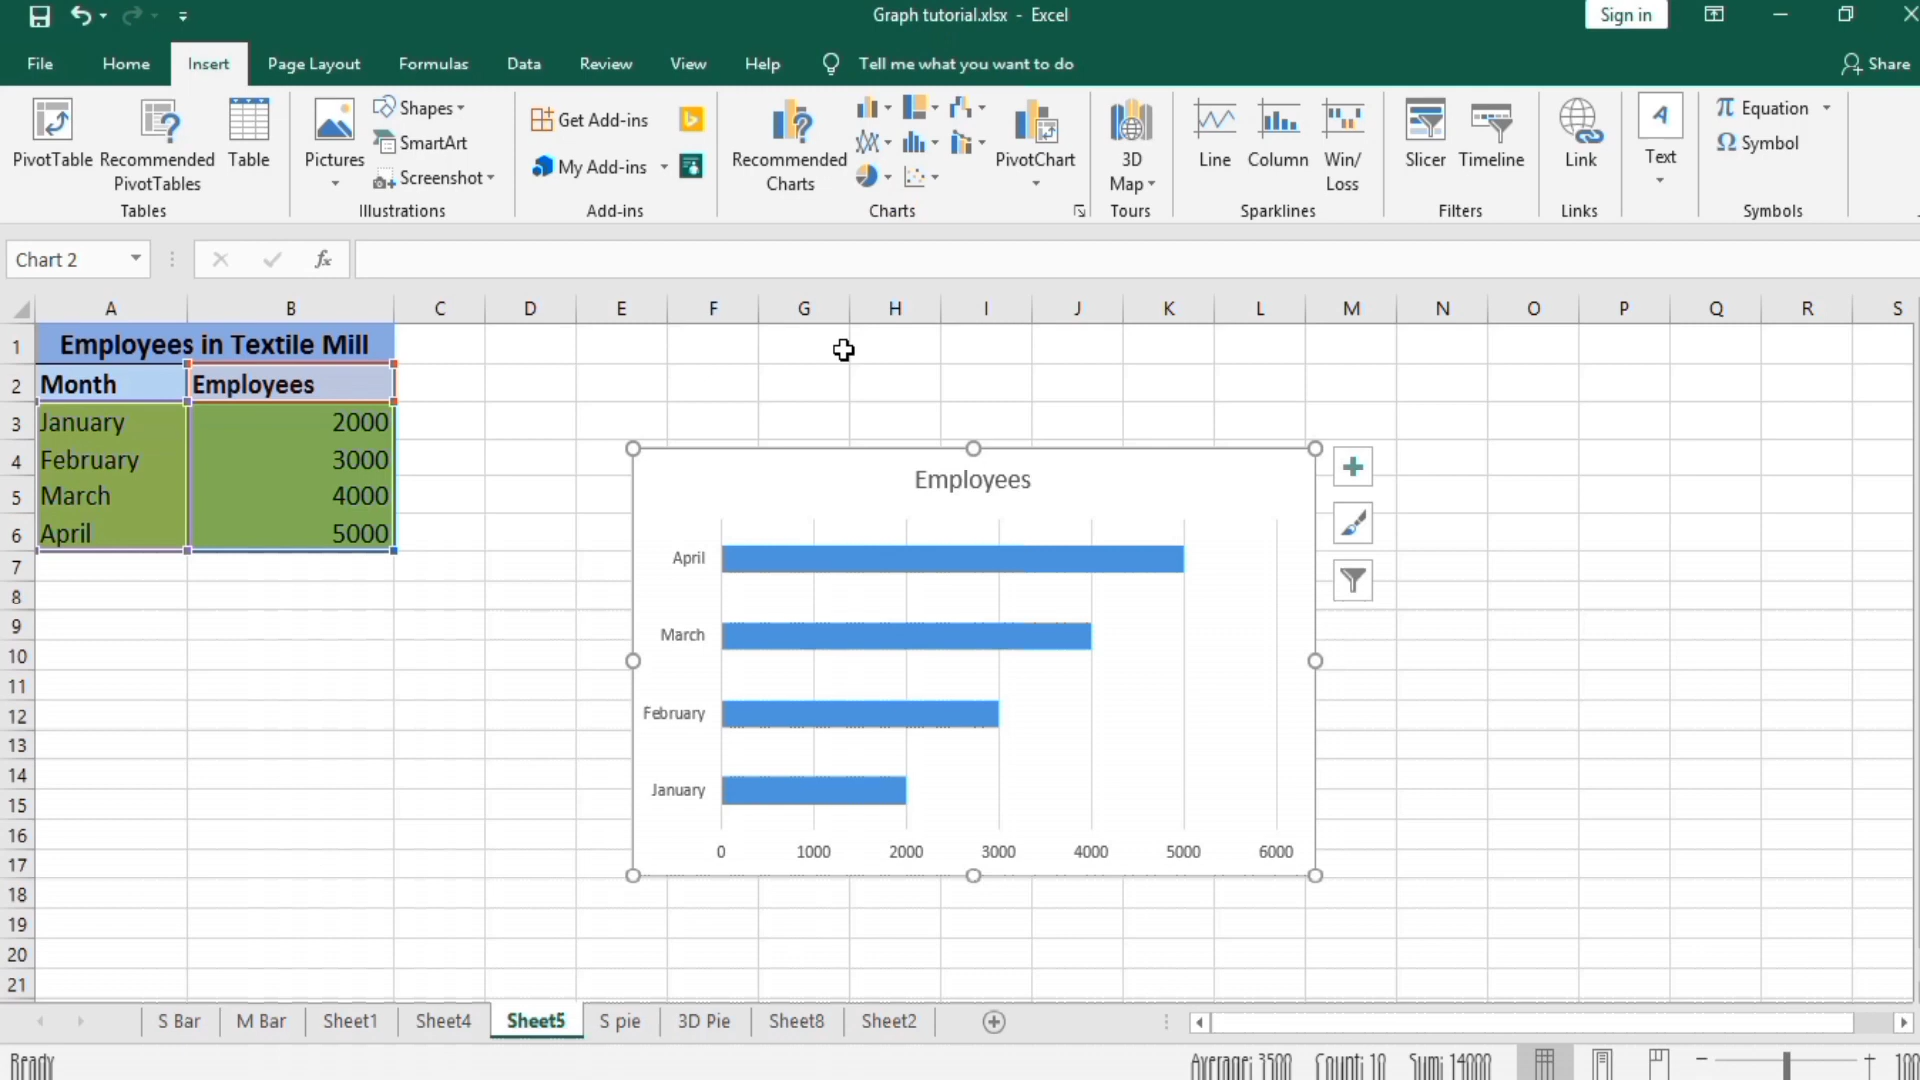 Graph tutorial.xlsx - Excel
Sign in
File Home Insert Page Layout Formulas Data Review View Help Tell me what you want to do Share
PivotTable
Recommended
PivotTables
Table
Tables
Pictures
Shapes
SmartArt
Screenshot
Illustrations
Get Add-ins
My Add-ins
Add-ins
Recommended
Charts
PivotChart
Charts
3D
Map
Tours
Line
Column
Win/
Loss
Sparklines
Slicer
Timeline
Filters
Link
Links
A
Text
π Equation
Ω Symbol
Symbols
Chart 2
fx
A B C D E F G H I J K L M N O P Q R S
1 Employees in Textile Mill
2 Month Employees
3 January 2000
4 February 3000
5 March 4000
6 April 5000
7
8
9
10
11
12
13
14
15
16
17
18
19
20
21
Employees
April
March
February
January
0 1000 2000 3000 4000 5000 6000
S Bar M Bar Sheet1 Sheet4 Sheet5 S pie 3D Pie Sheet8 Sheet2
Ready
Average: 3500 Count: 10 Sum: 14000
100